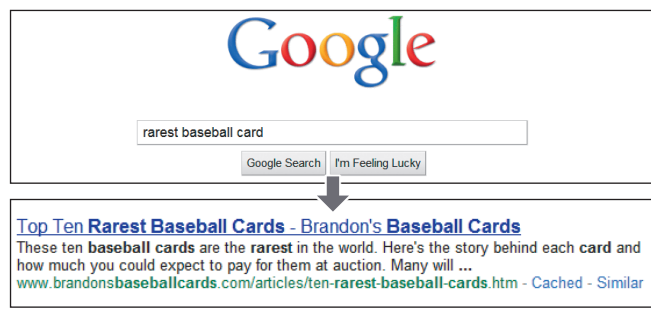 Google
rarest baseball card
Google Search I'm Feeling Lucky
Top Ten Rarest Baseball Cards - Brandon's Baseball Cards
These ten baseball cards are the rarest in the world. Here's the story behind each card and
how much you could expect to pay for them at auction. Many will ...
www.brandonsbaseballcards.com/articles/ten-rarest-baseball-cards.htm - Cached - Similar